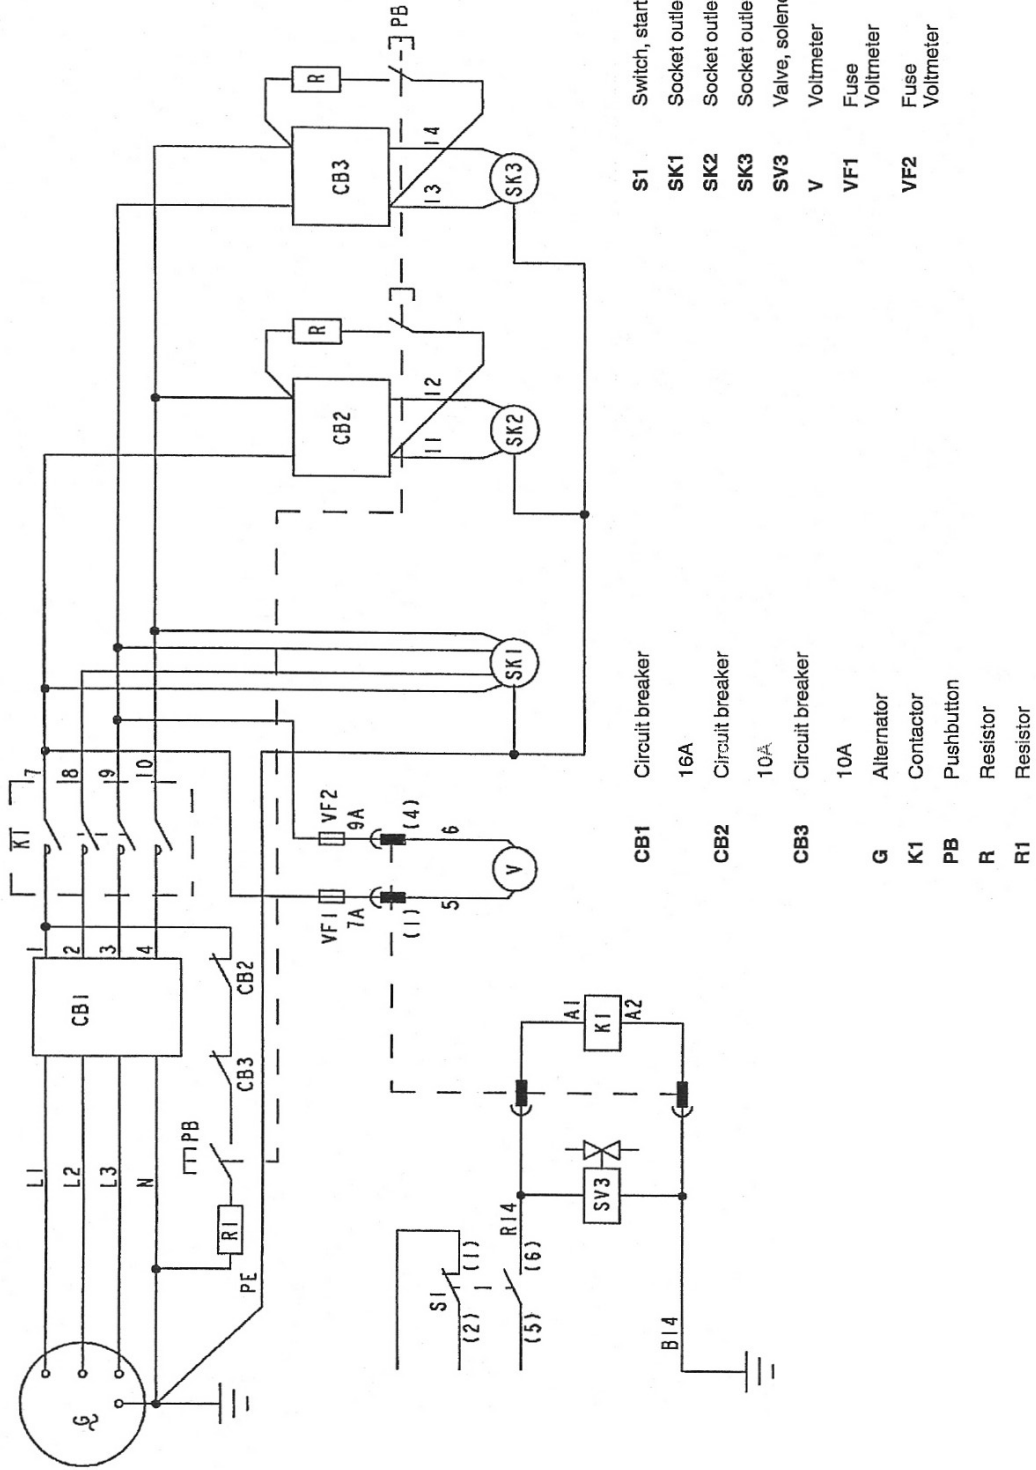 G
L1
L2
L3
N
PE
R1
PB
CB3
CB2
CB1
1
2
3
4
K1
7
8
9
10
VF1
7A
(1)
5
VF2
9A
(4)
6
V
SK1
CB2
11
12
SK2
R
CB3
13
14
SK3
R
PB
S1
(1)
(2)
(5)
(6)
R14
SV3
B14
K1
A1
A2
CB1 Circuit breaker
16A
CB2 Circuit breaker
10A
CB3 Circuit breaker
10A
G Alternator
K1 Contactor
PB Pushbutton
R Resistor
R1 Resistor
S1 Switch, start
SK1 Socket outle
SK2 Socket outle
SK3 Socket outle
SV3 Valve, solen
V Voltmeter
VF1 Fuse
Voltmeter
VF2 Fuse
Voltmeter